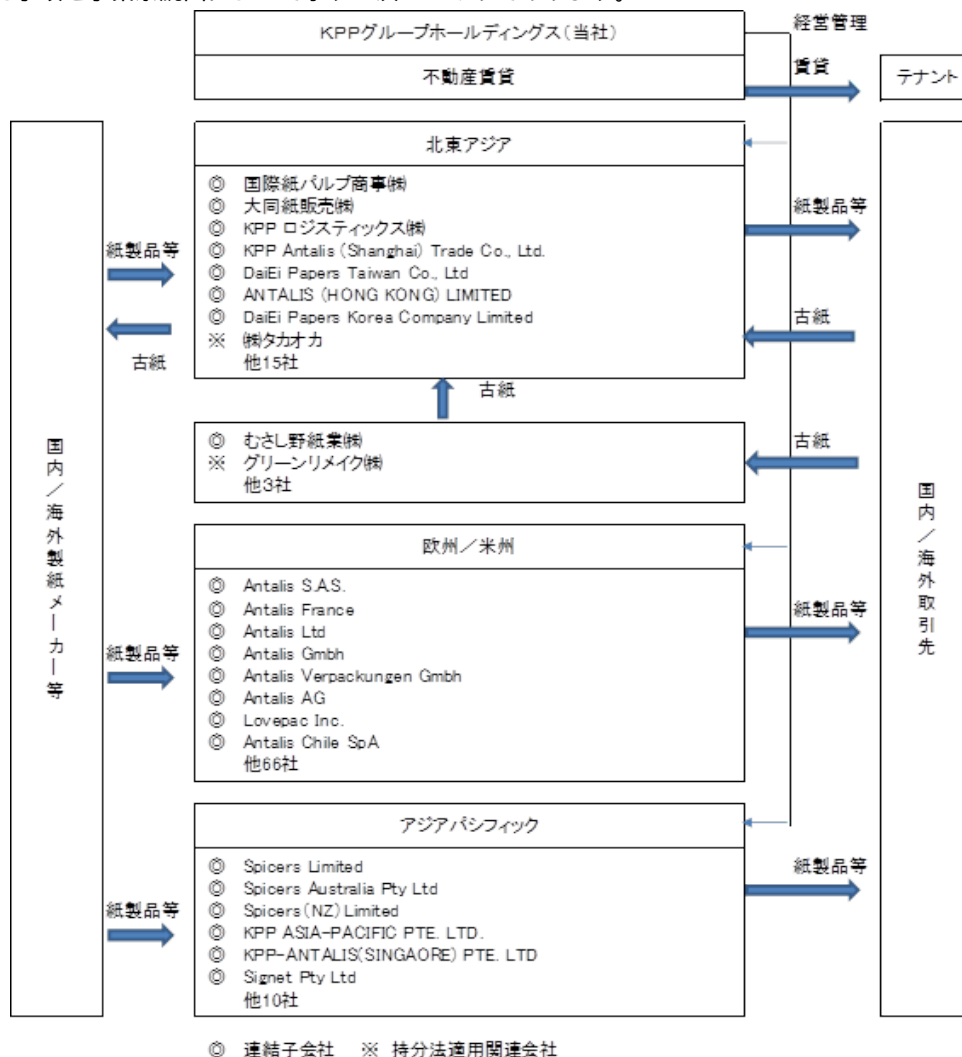 KPPグループホールディングス(当社)
経営管理
不動産賃貸
賃貸
テナント
北東アジア
◎ 国際紙パルプ商事㈱
◎ 大同紙販売㈱
◎ KPP ロジスティックス㈱
◎ KPP Antalis (Shanghai) Trade Co., Ltd.
◎ DaiEi Papers Taiwan Co., Ltd
◎ ANTALIS (HONG KONG) LIMITED
◎ DaiEi Papers Korea Company Limited
※ ㈱タカオカ
他15社
紙製品等
古紙
紙製品等
古紙
古紙
◎ むさし野紙業㈱
※ グリーンリメイク㈱
他3社
古紙
国内/海外製紙メーカー等
国内/海外取引先
欧州/米州
◎ Antalis S.A.S.
◎ Antalis France
◎ Antalis Ltd
◎ Antalis Gmbh
◎ Antalis Verpackungen Gmbh
◎ Antalis AG
◎ Lovepac Inc.
◎ Antalis Chile SpA
他66社
紙製品等
紙製品等
アジアパシフィック
◎ Spicers Limited
◎ Spicers Australia Pty Ltd
◎ Spicers(NZ)Limited
◎ KPP ASIA-PACIFIC PTE. LTD.
◎ KPP-ANTALIS(SINGAORE) PTE. LTD
◎ Signet Pty Ltd
他10社
紙製品等
紙製品等
◎ 連結子会社 ※ 持分法適用関連会社